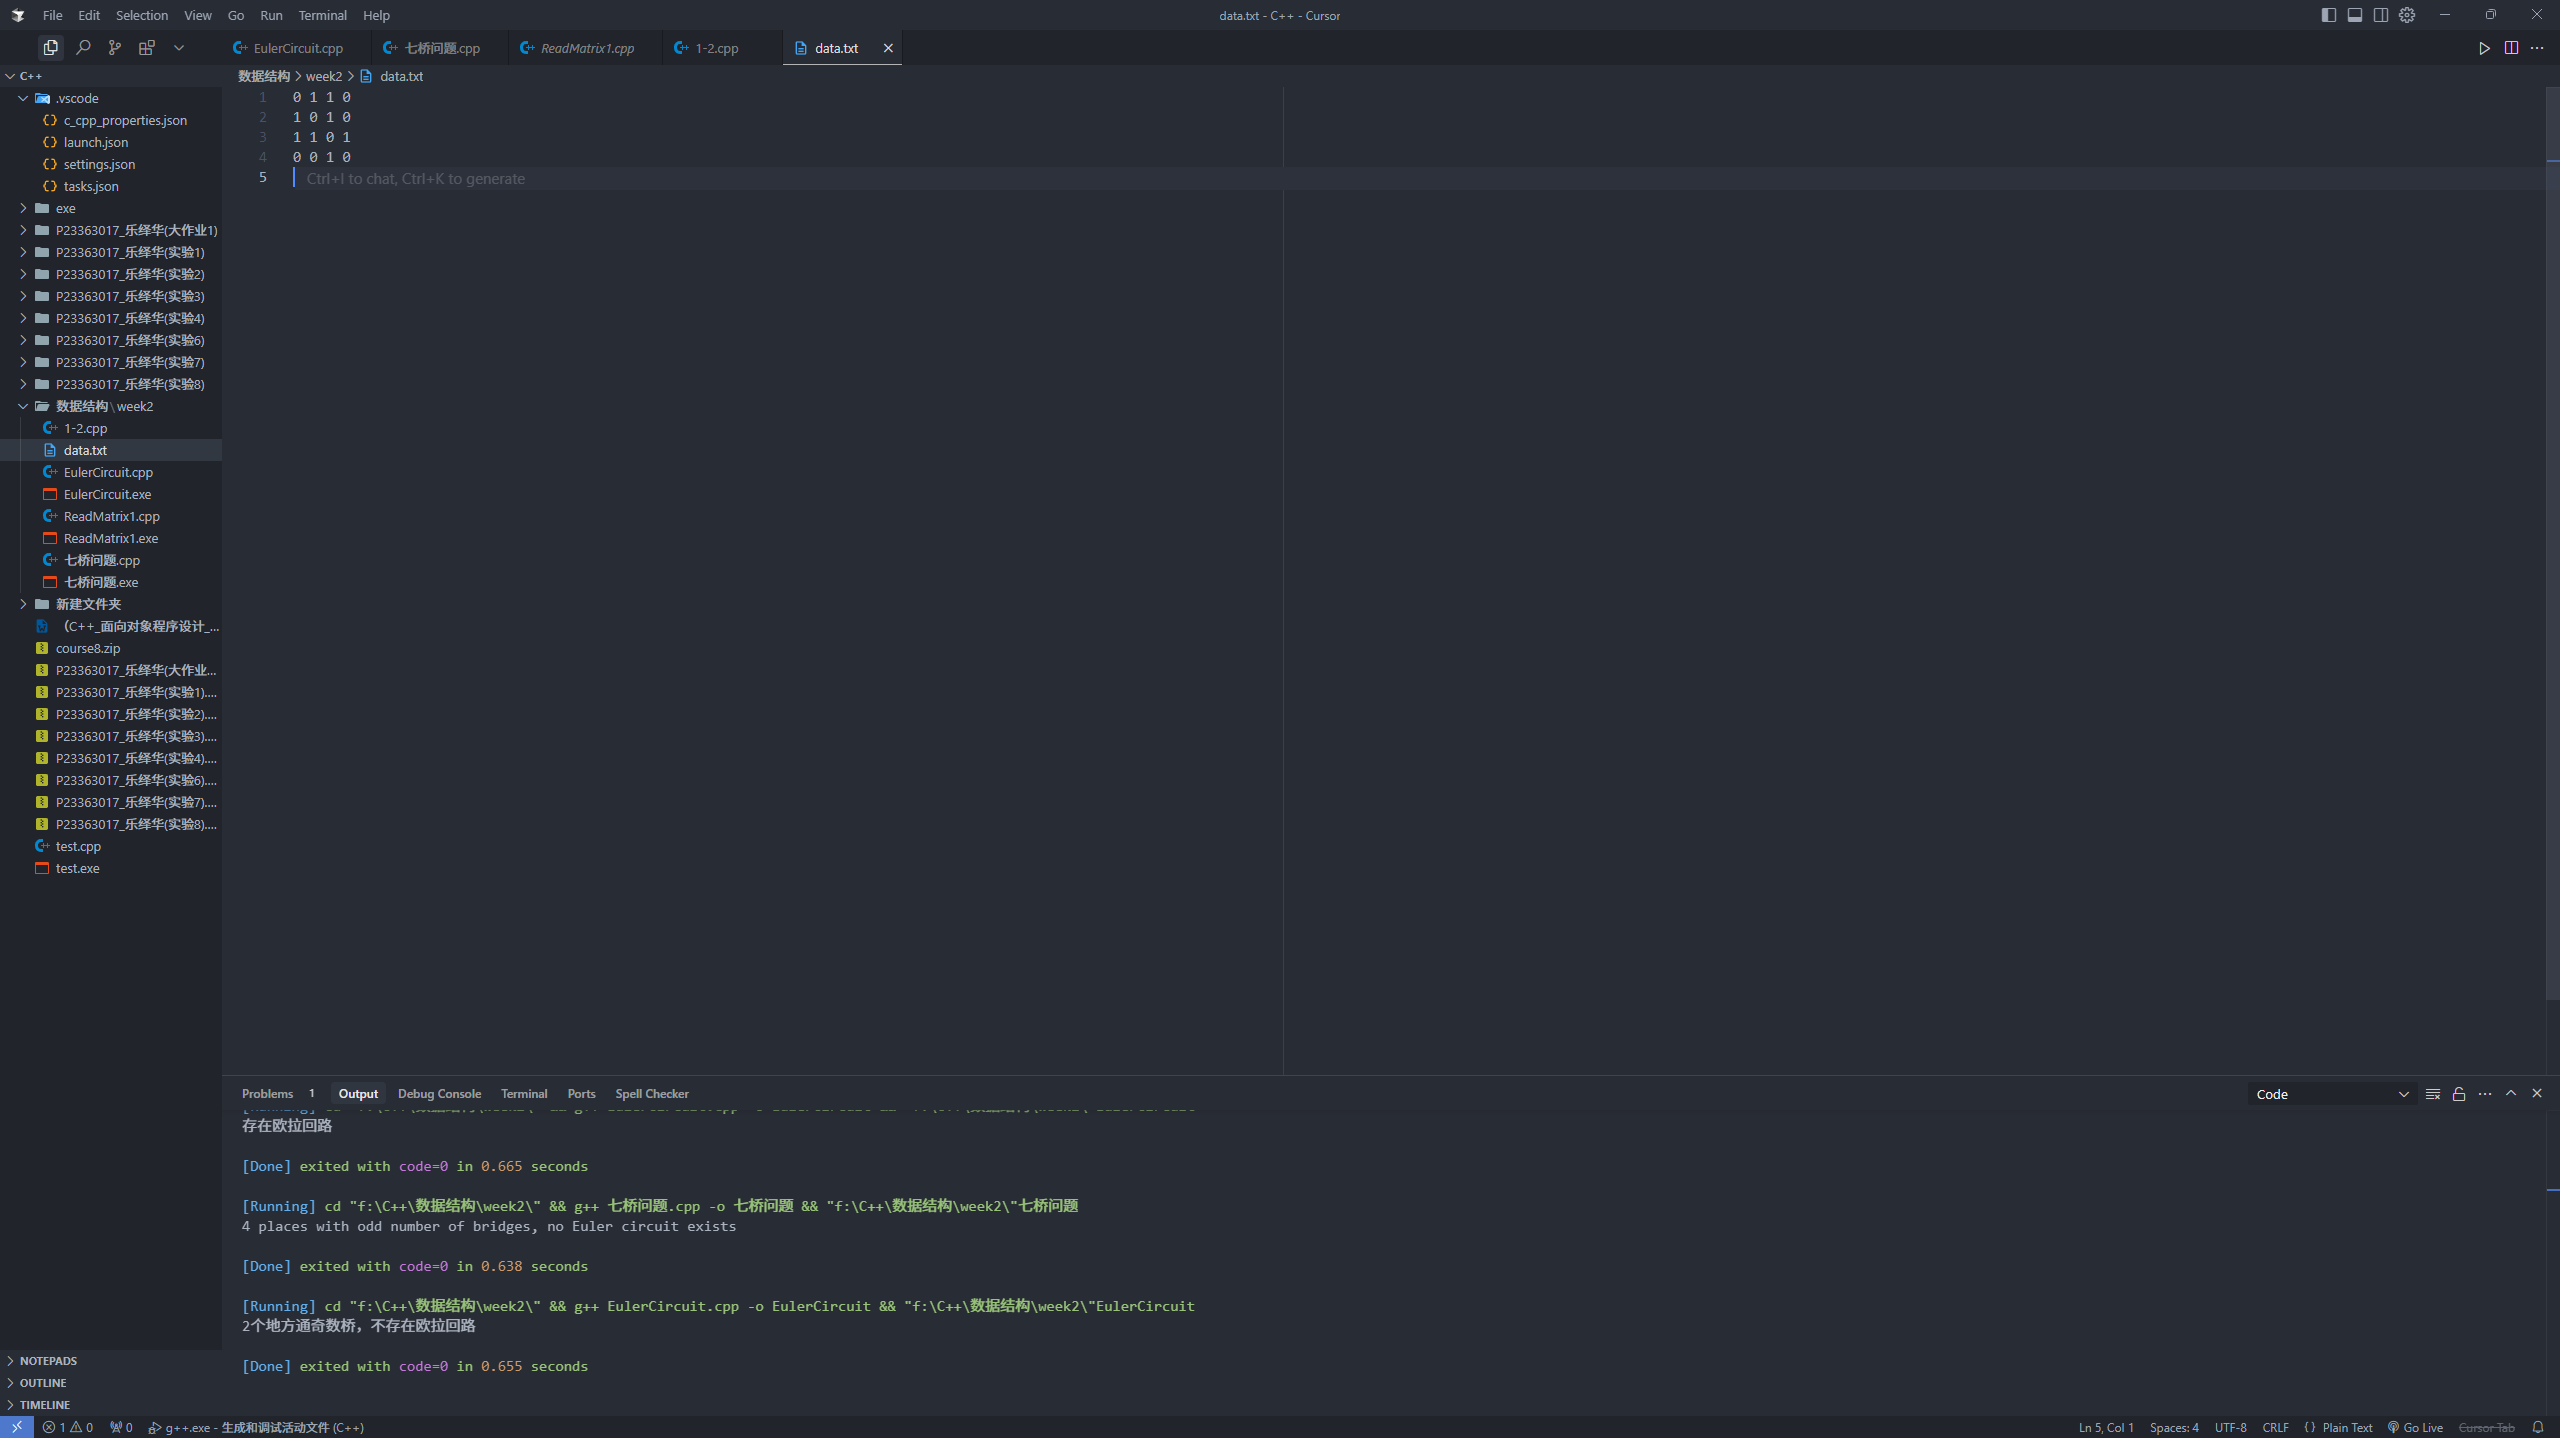 File Edit Selection View Go Run Terminal Help
data.txt - C++ - Cursor
EulerCircuit.cpp
七桥问题.cpp
ReadMatrix1.cpp
1-2.cpp
data.txt
C++
.vscode
c_cpp_properties.json
launch.json
settings.json
tasks.json
exe
P23363017_乐绎华(大作业1)
P23363017_乐绎华(实验1)
P23363017_乐绎华(实验2)
P23363017_乐绎华(实验3)
P23363017_乐绎华(实验4)
P23363017_乐绎华(实验6)
P23363017_乐绎华(实验7)
P23363017_乐绎华(实验8)
数据结构\week2
1-2.cpp
data.txt
EulerCircuit.cpp
EulerCircuit.exe
ReadMatrix1.cpp
ReadMatrix1.exe
七桥问题.cpp
七桥问题.exe
新建文件夹
(C++_面向对象程序设计_...
course8.zip
P23363017_乐绎华(大作业...
P23363017_乐绎华(实验1)....
P23363017_乐绎华(实验2)....
P23363017_乐绎华(实验3)....
P23363017_乐绎华(实验4)....
P23363017_乐绎华(实验6)....
P23363017_乐绎华(实验7)....
P23363017_乐绎华(实验8)....
test.cpp
test.exe
NOTEPADS
OUTLINE
TIMELINE
数据结构 > week2 > data.txt
1 0 1 1 0
2 1 0 1 0
3 1 1 0 1
4 0 0 1 0
5 Ctrl+I to chat, Ctrl+K to generate
Problems 1 Output Debug Console Terminal Ports Spell Checker
Code
存在欧拉回路
[Done] exited with code=0 in 0.665 seconds
[Running] cd "f:\C++\数据结构\week2\" && g++ 七桥问题.cpp -o 七桥问题 && "f:\C++\数据结构\week2\"七桥问题
4 places with odd number of bridges, no Euler circuit exists
[Done] exited with code=0 in 0.638 seconds
[Running] cd "f:\C++\数据结构\week2\" && g++ EulerCircuit.cpp -o EulerCircuit && "f:\C++\数据结构\week2\"EulerCircuit
2个地方通奇数桥，不存在欧拉回路
[Done] exited with code=0 in 0.655 seconds
1 0 0 g++.exe - 生成和调试活动文件 (C++)
Ln 5, Col 1 Spaces: 4 UTF-8 CRLF {} Plain Text Go Live Cursor Tab